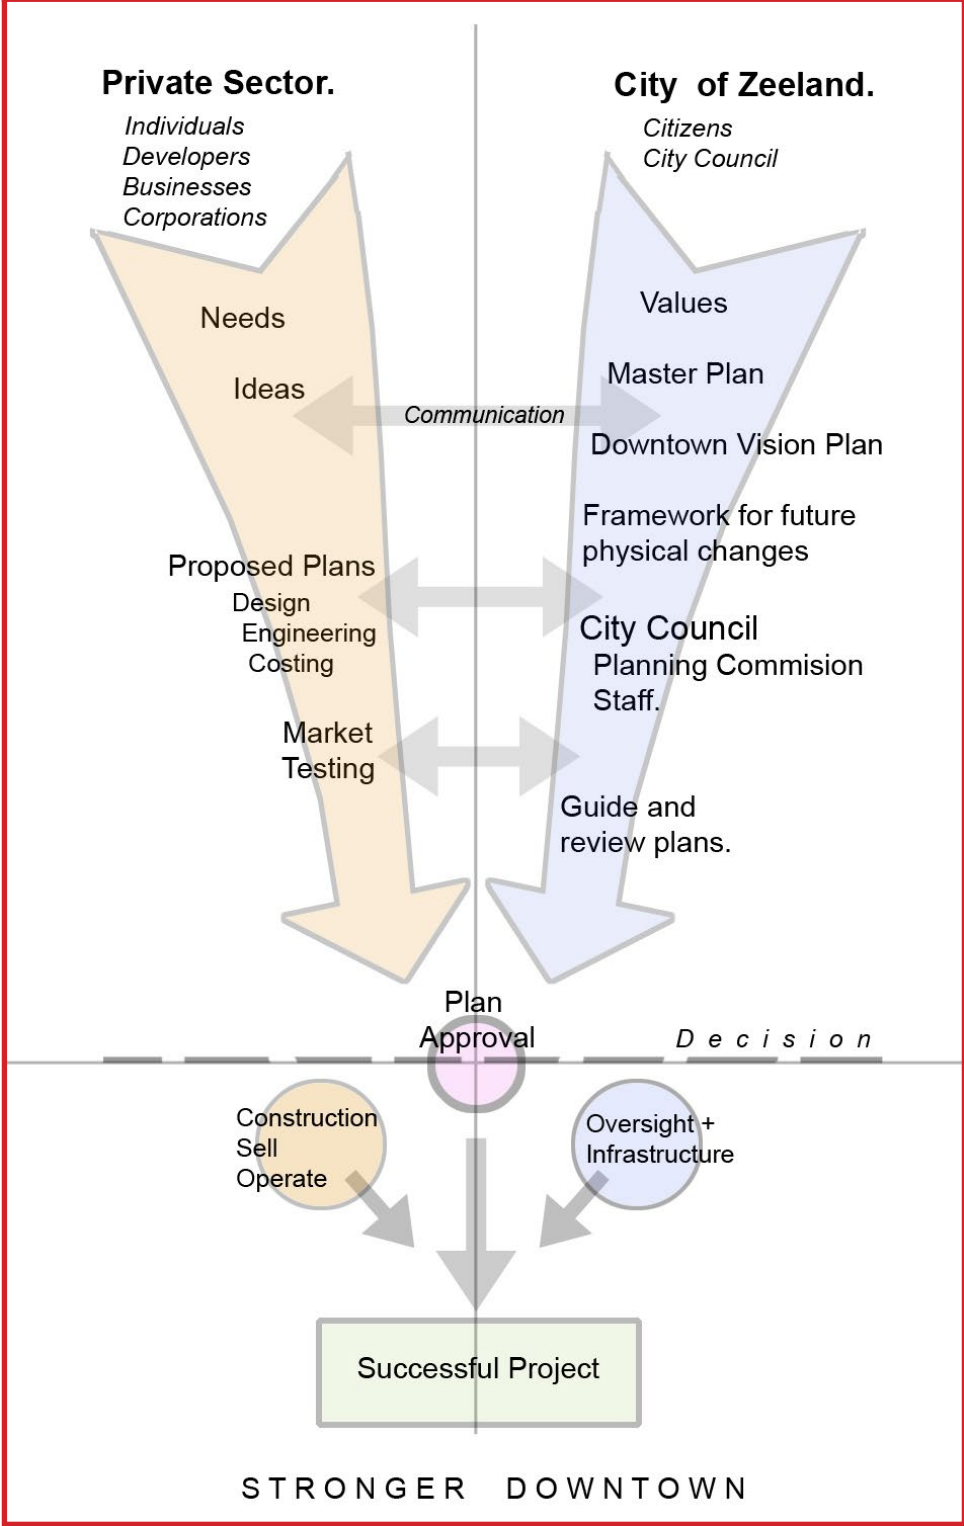 Private Sector.
Individuals
Developers
Businesses
Corporations
City of Zeeland.
Citizens
City Council
Needs
Ideas
Communication
Values
Master Plan
Downtown Vision Plan
Framework for future
physical changes
Proposed Plans
Design
Engineering
Costing
City Council
Planning Commision
Staff.
Market
Testing
Guide and
review plans.
Plan
Approval
Decision
Construction
Sell
Operate
Oversight +
Infrastructure
Successful Project
STRONGER DOWNTOWN